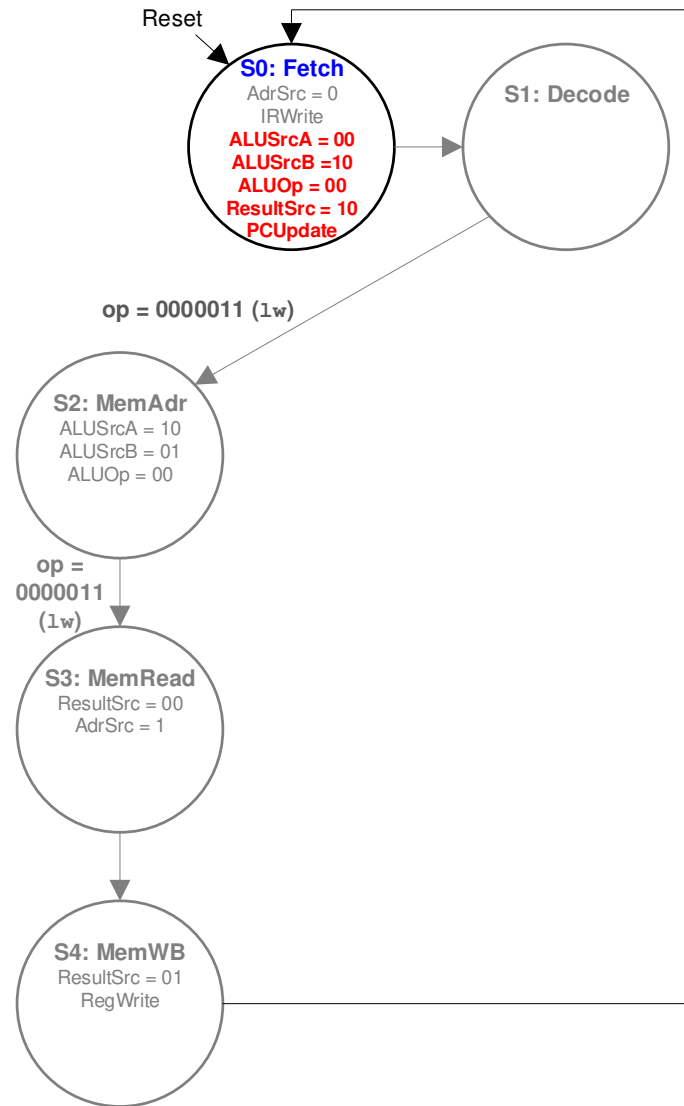 Reset
S0: Fetch
AdrSrc = 0
IRWrite
ALUSrcA = 00
ALUSrcB =10
ALUOp = 00
ResultSrc = 10
PCUpdate
S1: Decode
op = 0000011 (lw)
S2: MemAdr
ALUSrcA = 10
ALUSrcB = 01
ALUOp = 00
op =
0000011
(lw)
S3: MemRead
ResultSrc = 00
AdrSrc = 1
S4: MemWB
ResultSrc = 01
RegWrite